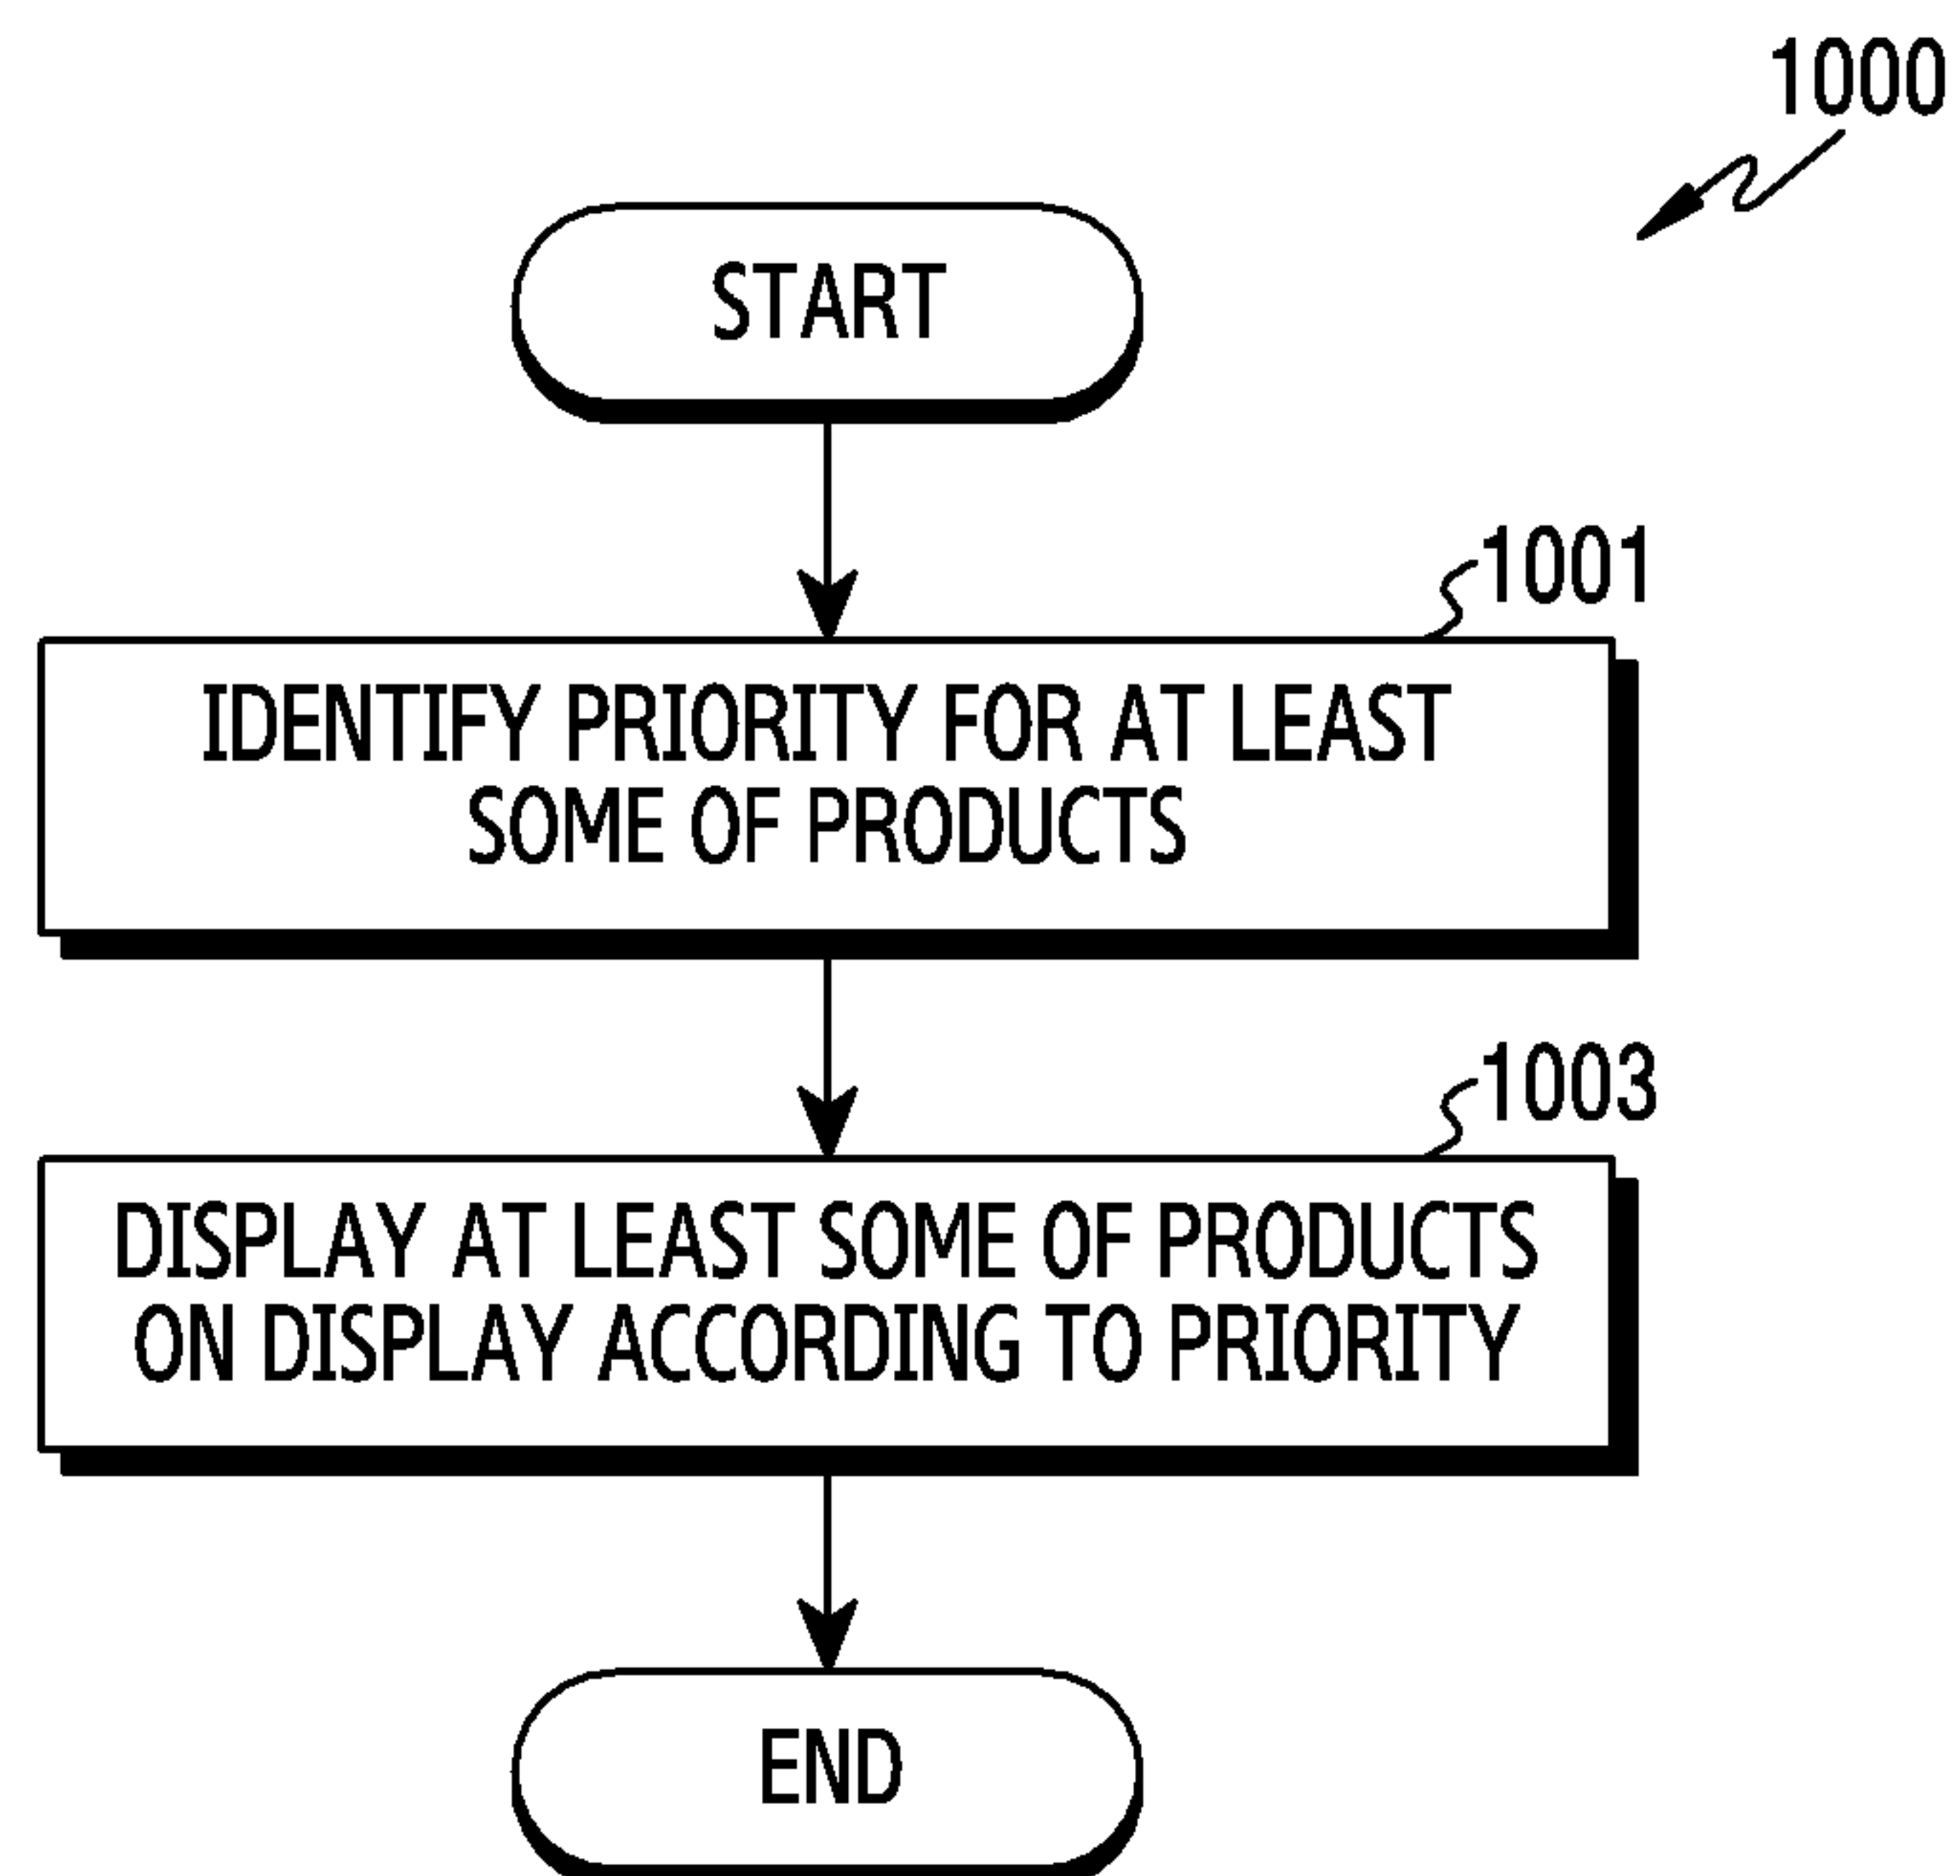 1000
START
1001
IDENTIFY PRIORITY FOR AT LEAST
SOME OF PRODUCTS
1003
DISPLAY AT LEAST SOME OF PRODUCTS
ON DISPLAY ACCORDING TO PRIORITY
END